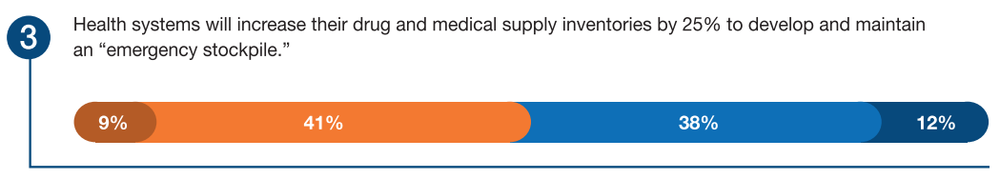 3
Health systems will increase their drug and medical supply inventories by 25% to develop and maintain
an “emergency stockpile.”
9% 41% 38% 12%